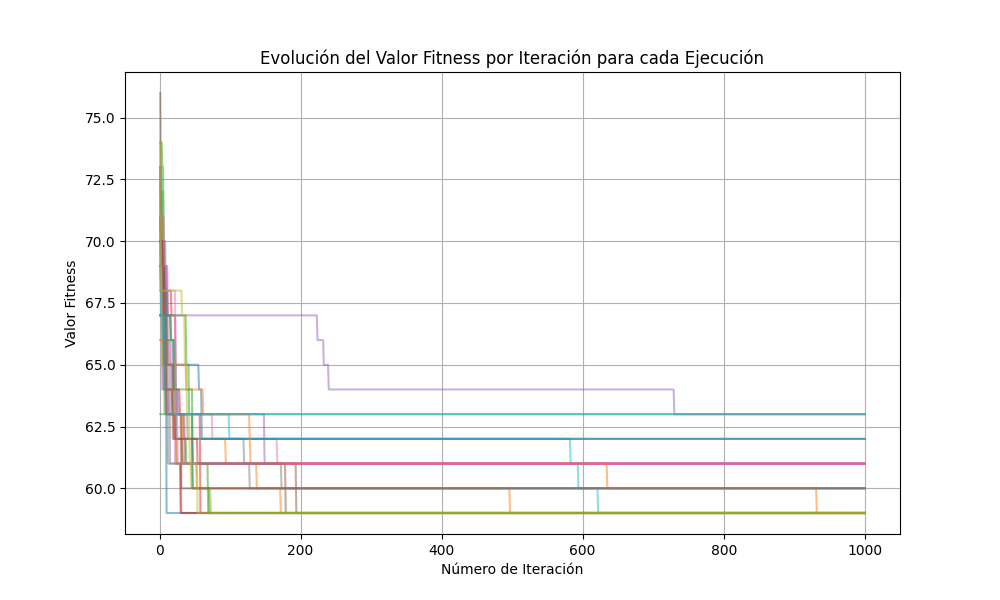 Evolución del Valor Fitness por Iteración para cada Ejecución
Valor Fitness
75.0
72.5
70.0
67.5
65.0
62.5
60.0
0 200 400 600 800 1000
Número de Iteración